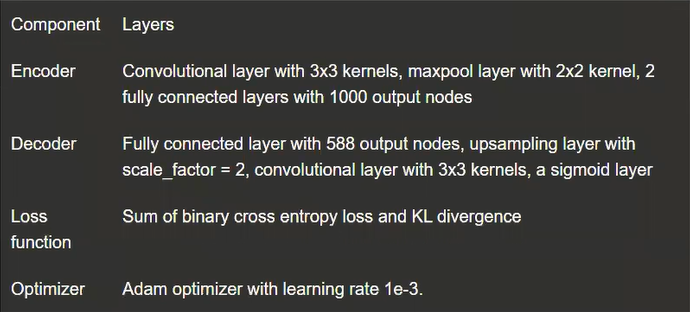 Component Layers
Encoder Convolutional layer with 3x3 kernels, maxpool layer with 2x2 kernel, 2
fully connected layers with 1000 output nodes
Decoder Fully connected layer with 588 output nodes, upsampling layer with
scale_factor = 2, convolutional layer with 3x3 kernels, a sigmoid layer
Loss Sum of binary cross entropy loss and KL divergence
function
Optimizer Adam optimizer with learning rate 1e-3.